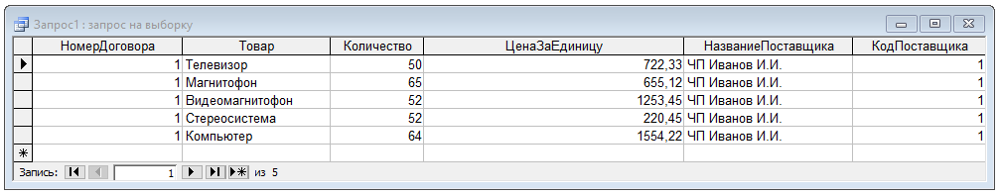 Запрос1 : запрос на выборку
НомерДоговора Товар Количество ЦенаЗаЕдиницу НазваниеПоставщика КодПоставщика
1 Телевизор 50 722,33 ЧП Иванов И.И. 1
1 Магнитофон 65 655,12 ЧП Иванов И.И. 1
1 Видеомагнитофон 52 1253,45 ЧП Иванов И.И. 1
1 Стереосистема 52 220,45 ЧП Иванов И.И. 1
1 Компьютер 64 1554,22 ЧП Иванов И.И. 1
Запись: 1 из 5